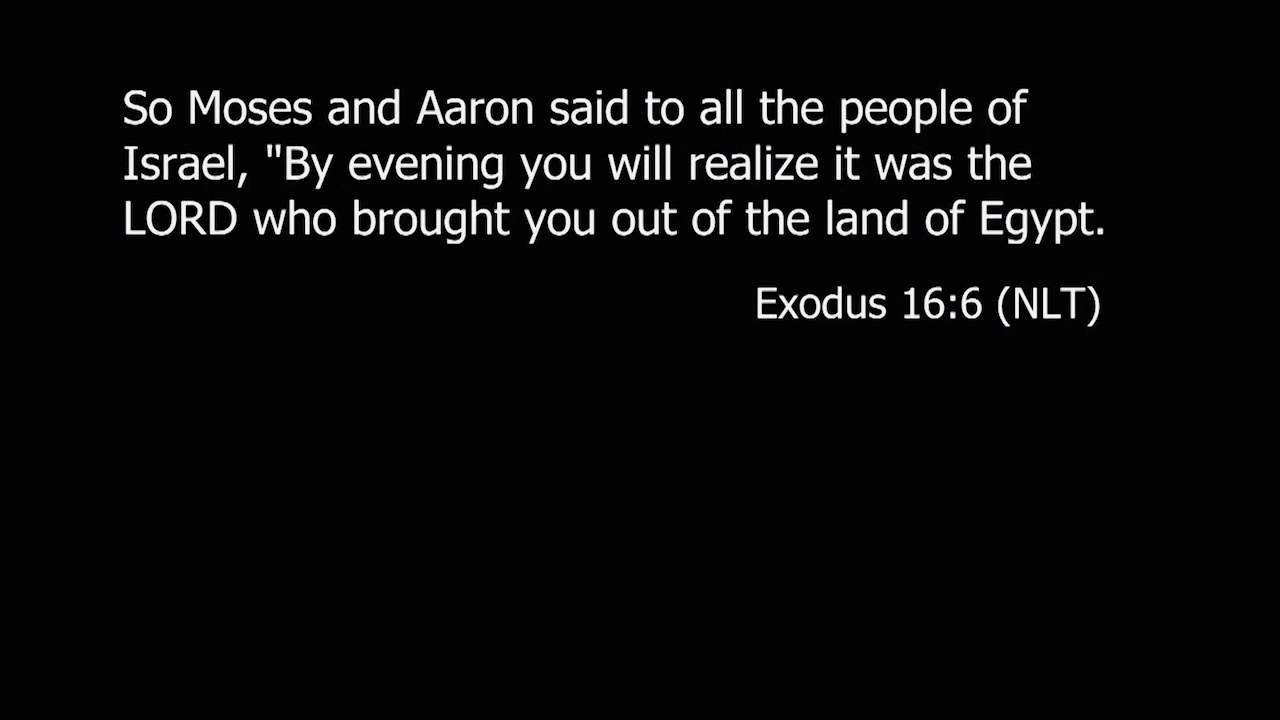 So Moses and Aaron said to all the people of
Israel, "By evening you will realize it was the
LORD who brought you out of the land of Egypt.
Exodus 16:6 (NLT)